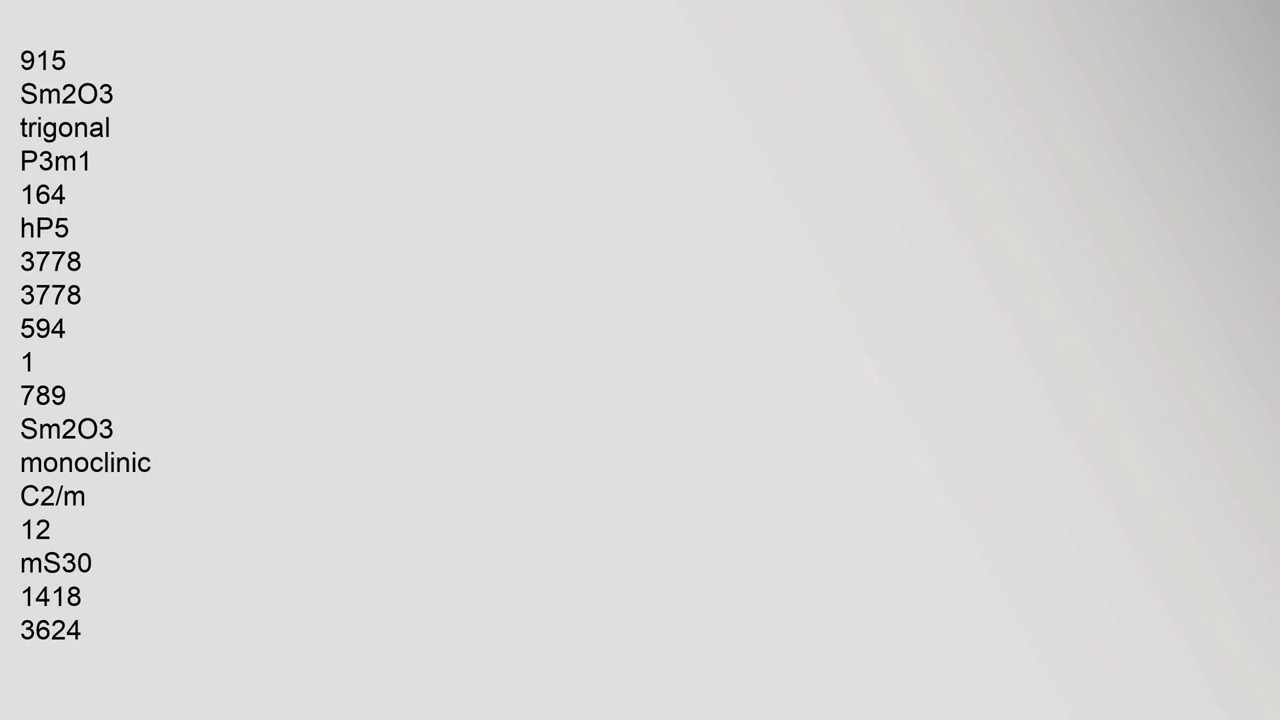 915
Sm2O3
trigonal
P3m1
164
hP5
3778
3778
594
1
789
Sm2O3
monoclinic
C2/m
12
mS30
1418
3624